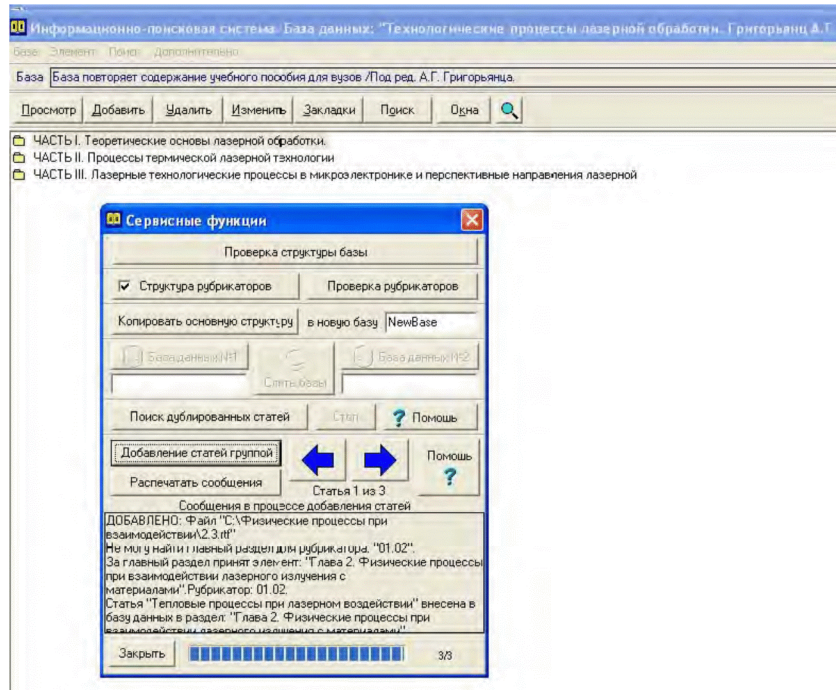 Информационно-поисковая система. База данных: "Технологические процессы лазерной обработки. Григорьянц А.Г.
База Элемент Поиск Дополнительно
База База повторяет содержание учебного пособия для вузов /Под ред. А.Г. Григорьянца.
Просмотр Добавить Удалить Изменить Закладки Поиск Окна
ЧАСТЬ I. Теоретические основы лазерной обработки.
ЧАСТЬ II. Процессы термической лазерной технологии
ЧАСТЬ III. Лазерные технологические процессы в микроэлектронике и перспективные направления лазерной
Сервисные функции
Проверка структуры базы
Структура рубрикаторов Проверка рубрикаторов
Копировать основную структуру в новую базу NewBase
База данных №1 База данных №2
Слить базы
Поиск дублированных статей Стоп Помошь
Добавление статей группой Помошь
Распечатать сообщения
Статья 1 из 3
Сообщения в процессе добавления статей
ДОБАВЛЕНО: Файл "C:\Физические процессы при
взаимодействии\2.3.rtf"
Не могу найти главный раздел для рубрикатора: "01.02".
За главный раздел принят элемент: "Глава 2. Физические процессы
при взаимодействии лазерного излучения с
материалами".Рубрикатор: 01.02.
Статья "Тепловые процессы при лазерном воздействии" внесена в
базу данных в раздел: "Глава 2. Физические процессы при
взаимодействии лазерного излучения с материалами"
Закрыть 3/3